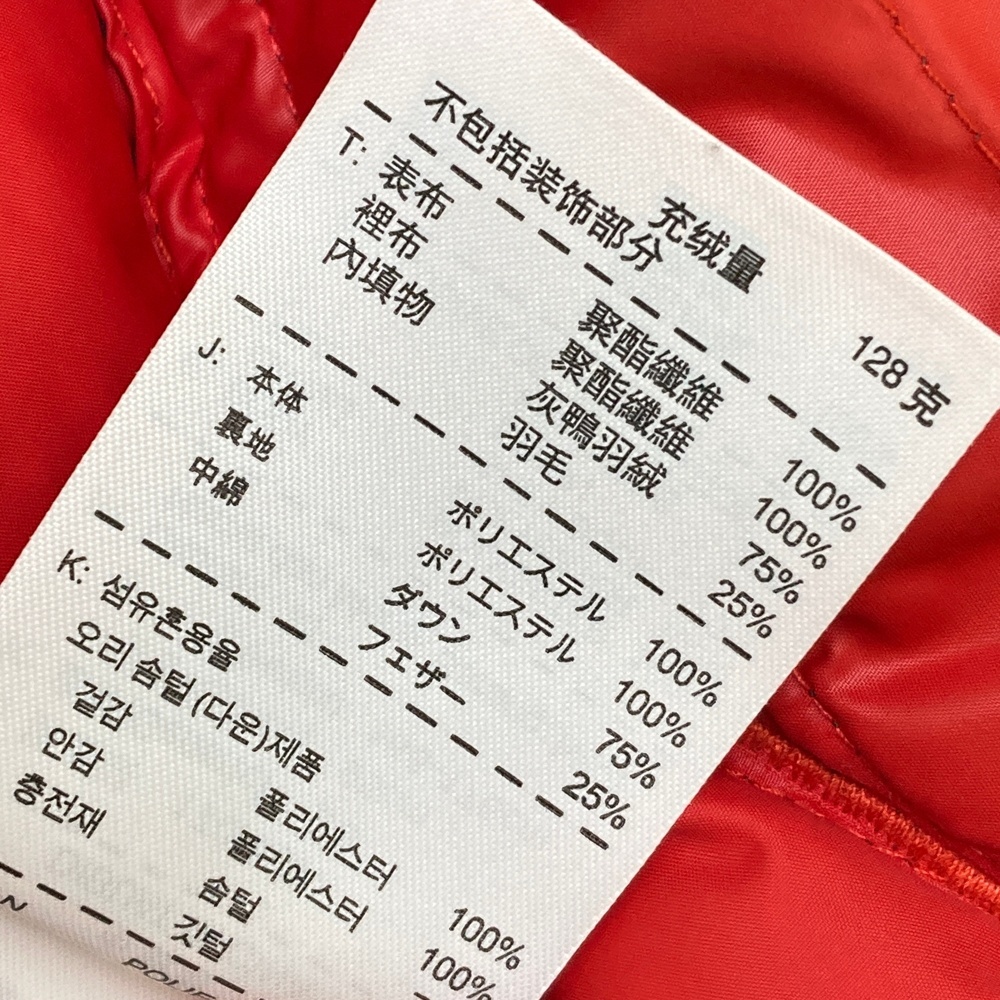 充绒量 128 克
不包括装饰部分
T: 表布 聚酯纖維 100%
裡布 聚酯纖維 100%
內填物 灰鴨羽絨 75%
羽毛 25%
J: 本体 ポリエステル 100%
裏地 ポリエステル 100%
中綿 ダウン 75%
フェザー 25%
K: 섬유혼용율
오리 솜털 (다운)제품
겉감 폴리에스터 100%
안감 폴리에스터 100%
충전재 솜털
깃털